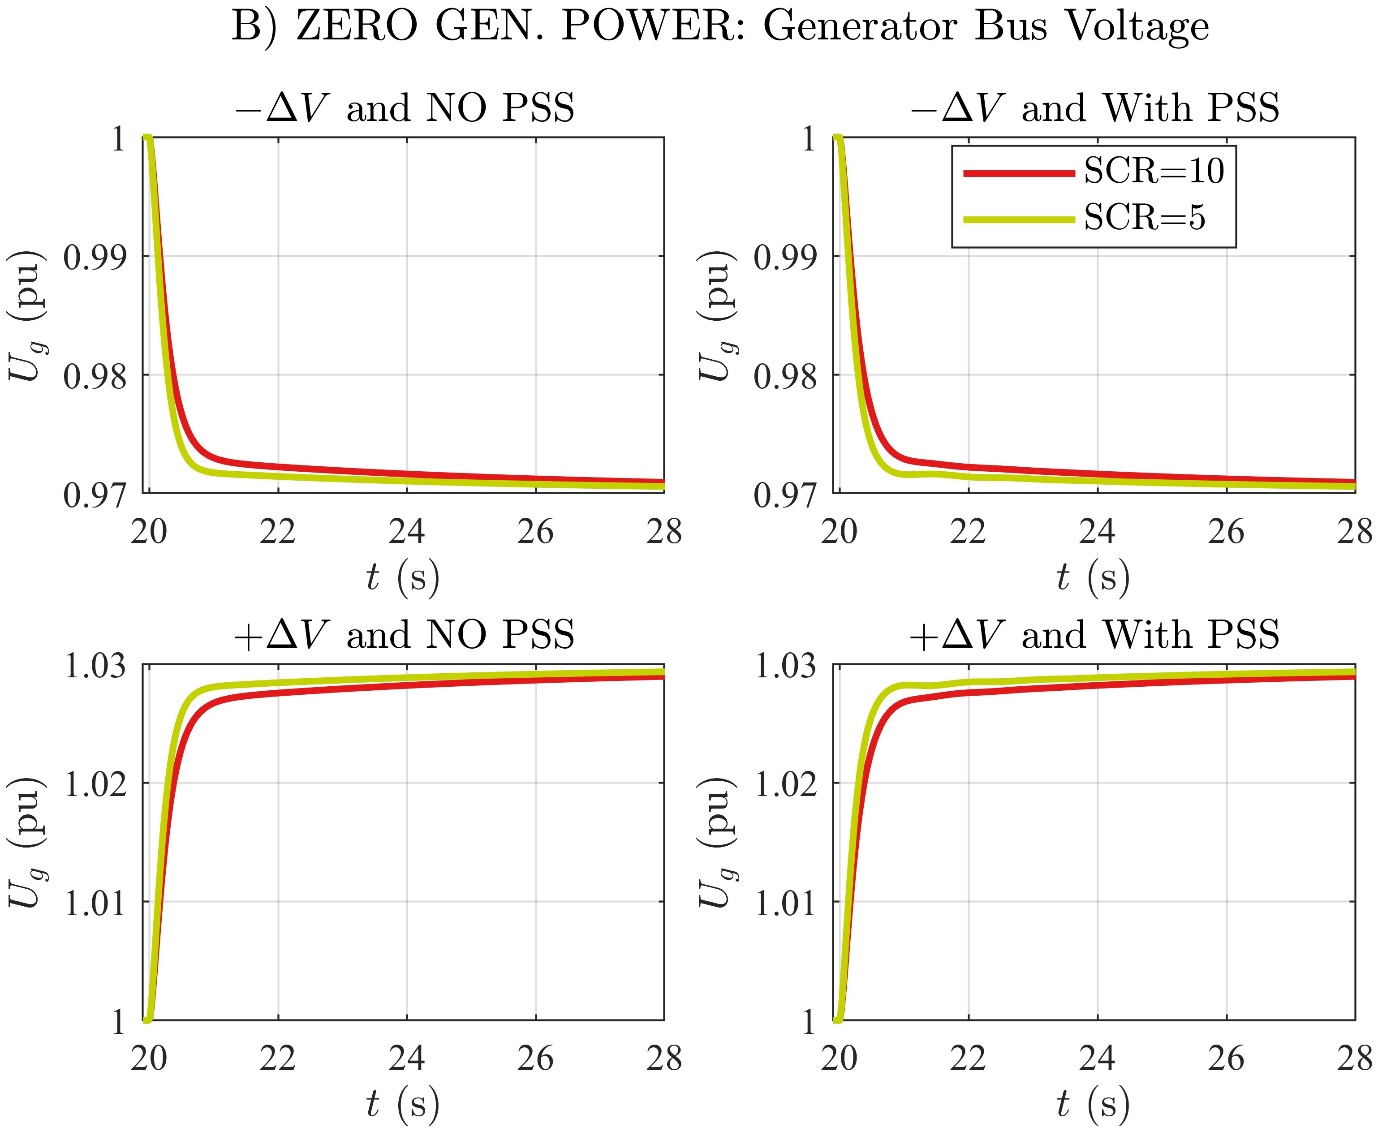 B) ZERO GEN. POWER: Generator Bus Voltage
−ΔV and NO PSS
1
0.99
0.98
0.97
U_g (pu)
20 22 24 26 28
t (s)
−ΔV and With PSS
SCR=10
SCR=5
1
0.99
0.98
0.97
U_g (pu)
20 22 24 26 28
t (s)
+ΔV and NO PSS
1.03
1.02
1.01
1
U_g (pu)
20 22 24 26 28
t (s)
+ΔV and With PSS
1.03
1.02
1.01
1
U_g (pu)
20 22 24 26 28
t (s)